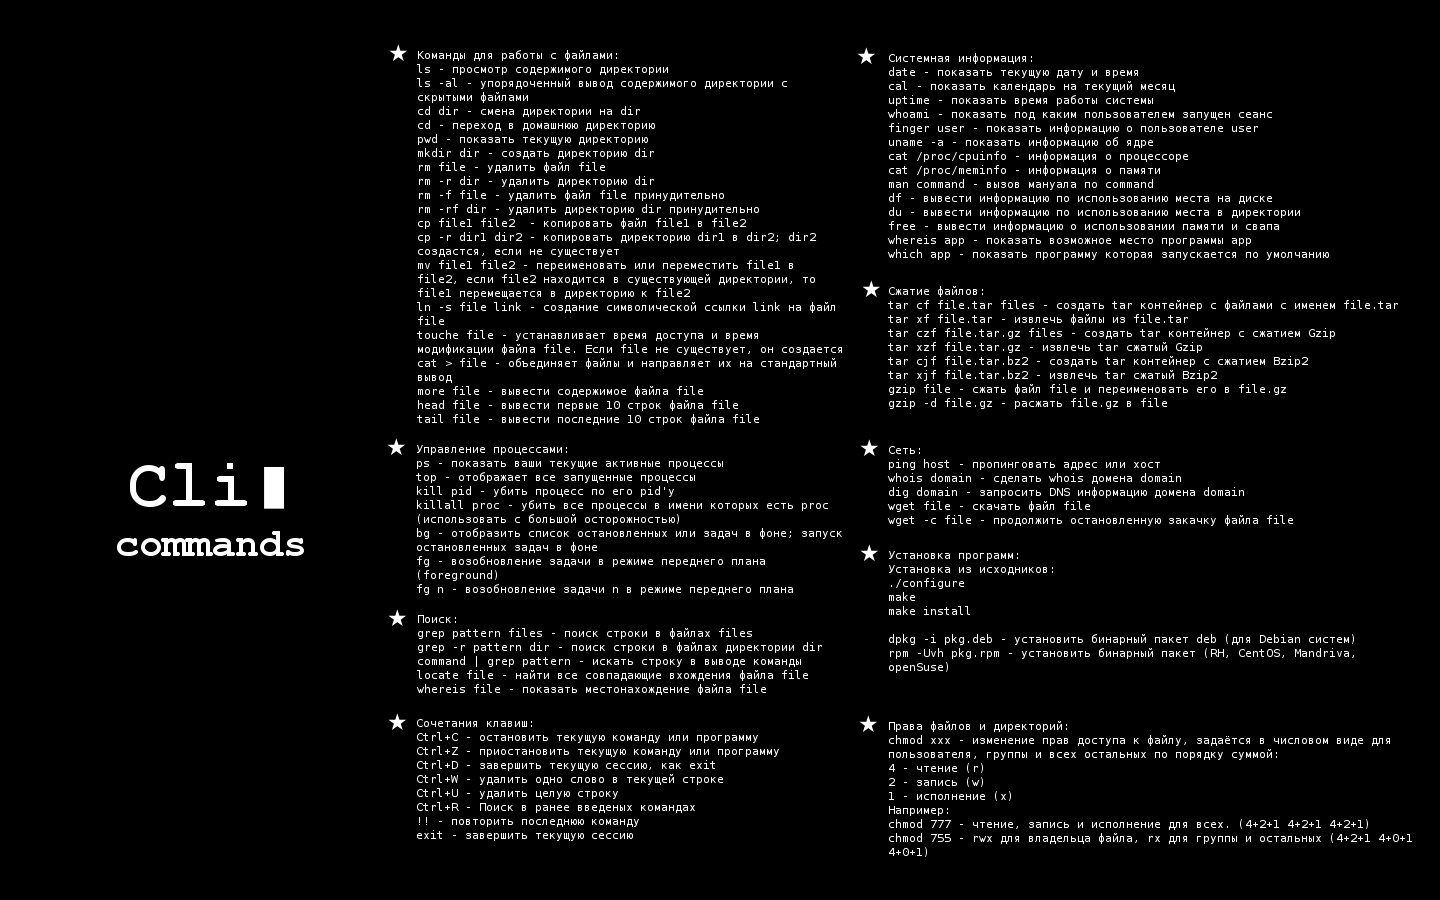 Cli
commands
Команды для работы с файлами:
ls - просмотр содержимого директории
ls -al - упорядоченный вывод содержимого директории с
скрытыми файлами
cd dir - смена директории на dir
cd - переход в домашнюю директорию
pwd - показать текущую директорию
mkdir dir - создать директорию dir
rm file - удалить файл file
rm -r dir - удалить директорию dir
rm -f file - удалить файл file принудительно
rm -rf dir - удалить директорию dir принудительно
cp file1 file2  - копировать файл file1 в file2
cp -r dir1 dir2 - копировать директорию dir1 в dir2; dir2
создастся, если не существует
mv file1 file2 - переименовать или переместить file1 в
file2, если file2 находится в существующей директории, то
file1 перемещается в директорию к file2
ln -s file link - создание символической ссылки link на файл
file
touche file - устанавливает время доступа и время
модификации файла file. Если file не существует, он создается
cat > file - объединяет файлы и направляет их на стандартный
вывод
more file - вывести содержимое файла file
head file - вывести первые 10 строк файла file
tail file - вывести последние 10 строк файла file
Управление процессами:
ps - показать ваши текущие активные процессы
top - отображает все запущенные процессы
kill pid - убить процесс по его pid'у
killall proc - убить все процессы в имени которых есть proc
(использовать с большой осторожностью)
bg - отобразить список остановленных или задач в фоне; запуск
остановленных задач в фоне
fg - возобновление задачи в режиме переднего плана
(foreground)
fg n - возобновление задачи n в режиме переднего плана
Поиск:
grep pattern files - поиск строки в файлах files
grep -r pattern dir - поиск строки в файлах директории dir
command | grep pattern - искать строку в выводе команды
locate file - найти все совпадающие вхождения файла file
whereis file - показать местонахождение файла file
Сочетания клавиш:
Ctrl+C - остановить текущую команду или программу
Ctrl+Z - приостановить текущую команду или программу
Ctrl+D - завершить текущую сессию, как exit
Ctrl+W - удалить одно слово в текущей строке
Ctrl+U - удалить целую строку
Ctrl+R - Поиск в ранее введеных командах
!! - повторить последнюю команду
exit - завершить текущую сессию
Системная информация:
date - показать текущую дату и время
cal - показать календарь на текущий месяц
uptime - показать время работы системы
whoami - показать под каким пользователем запущен сеанс
finger user - показать информацию о пользователе user
uname -a - показать информацию об ядре
cat /proc/cpuinfo - информация о процессоре
cat /proc/meminfo - информация о памяти
man command - вызов мануала по command
df - вывести информацию по использованию места на диске
du - вывести информацию по использованию места в директории
free - вывести информацию о использовании памяти и свапа
whereis app - показать возможное место программы app
which app - показать программу которая запускается по умолчанию
Сжатие файлов:
tar cf file.tar files - создать tar контейнер с файлами с именем file.tar
tar xf file.tar - извлечь файлы из file.tar
tar czf file.tar.gz files - создать tar контейнер с сжатием Gzip
tar xzf file.tar.gz - извлечь tar сжатый Gzip
tar cjf file.tar.bz2 - создать tar контейнер с сжатием Bzip2
tar xjf file.tar.bz2 - извлечь tar сжатый Bzip2
gzip file - сжать файл file и переименовать его в file.gz
gzip -d file.gz - расжать file.gz в file
Сеть:
ping host - пропинговать адрес или хост
whois domain - сделать whois домена domain
dig domain - запросить DNS информацию домена domain
wget file - скачать файл file
wget -c file - продолжить остановленную закачку файла file
Установка программ:
Установка из исходников:
./configure
make
make install
dpkg -i pkg.deb - установить бинарный пакет deb (для Debian систем)
rpm -Uvh pkg.rpm - установить бинарный пакет (RH, CentOS, Mandriva,
openSuse)
Права файлов и директорий:
chmod xxx - изменение прав доступа к файлу, задаётся в числовом виде для
пользователя, группы и всех остальных по порядку суммой:
4 - чтение (r)
2 - запись (w)
1 - исполнение (x)
Например:
chmod 777 - чтение, запись и исполнение для всех. (4+2+1 4+2+1 4+2+1)
chmod 755 - rwx для владельца файла, rx для группы и остальных (4+2+1 4+0+1
4+0+1)